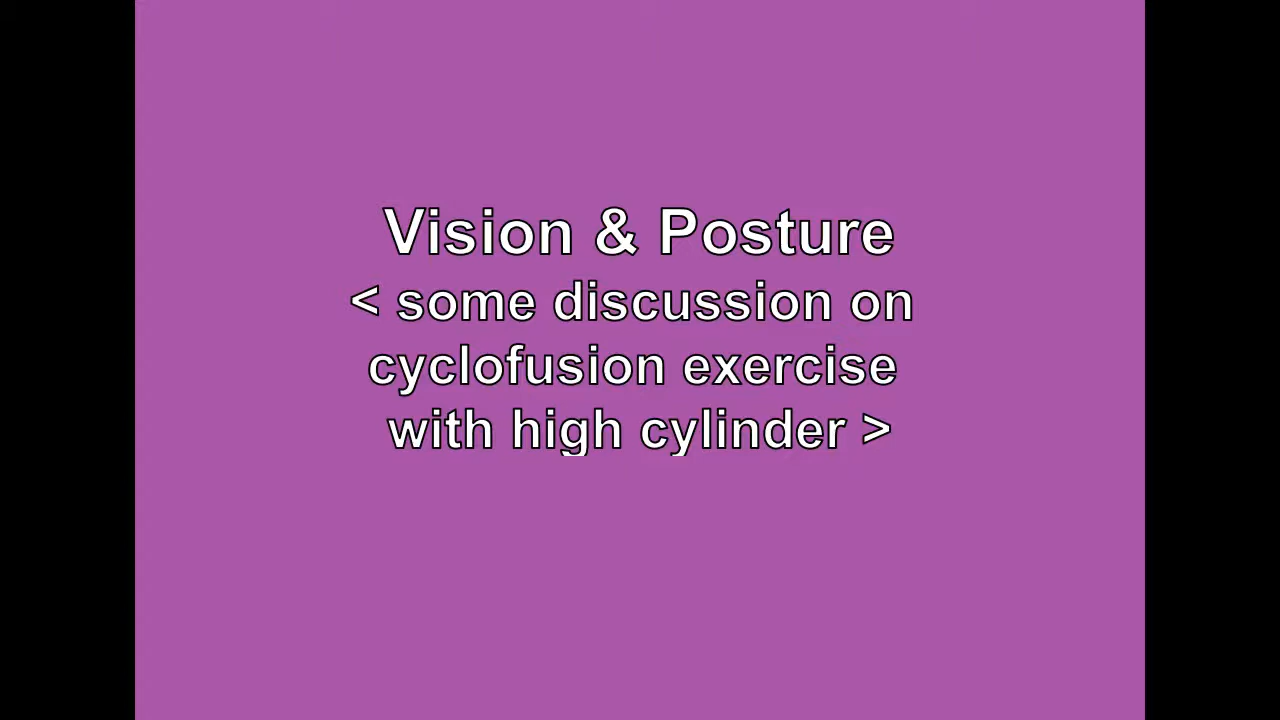 Vision & Posture
< some discussion on
cyclofusion exercise
with high cylinder >